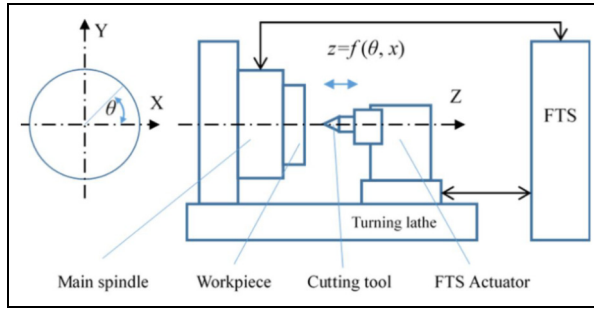 Y
z=f(θ, x)
X
θ
Z
FTS
Turning lathe
Main spindle
Workpiece
Cutting tool
FTS Actuator